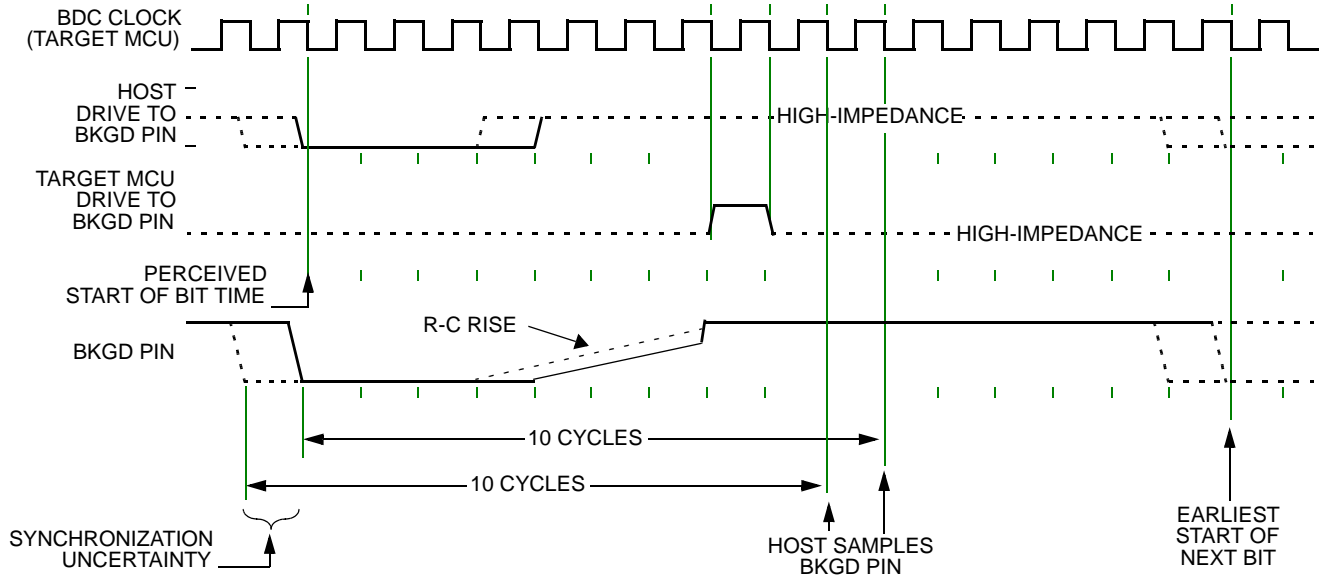 BDC CLOCK
(TARGET MCU)
HOST
DRIVE TO
BKGD PIN
HIGH-IMPEDANCE
TARGET MCU
DRIVE TO
BKGD PIN
HIGH-IMPEDANCE
PERCEIVED
START OF BIT TIME
R-C RISE
BKGD PIN
10 CYCLES
10 CYCLES
SYNCHRONIZATION
UNCERTAINTY
HOST SAMPLES
BKGD PIN
EARLIEST
START OF
NEXT BIT